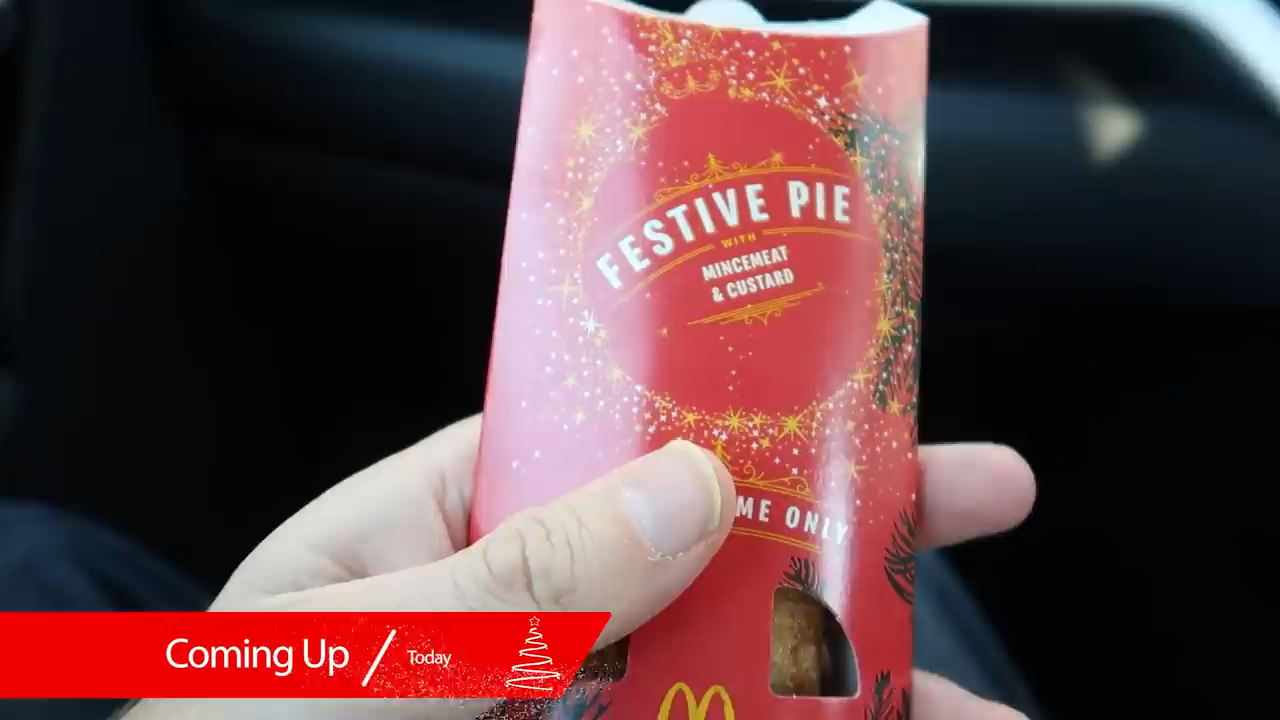 FESTIVE PIE
WITH
MINCEMEAT
& CUSTARD
ME ONLY
Coming Up / Today